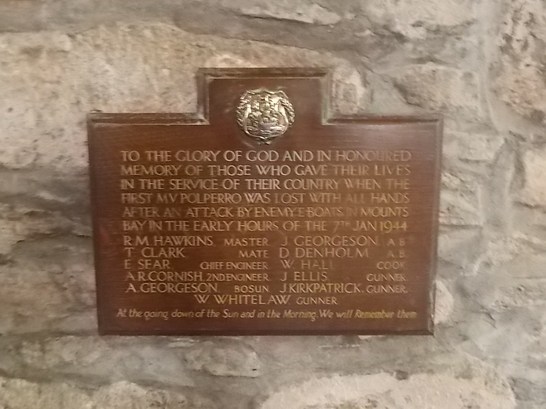 TO THE GLORY OF GOD AND IN HONOURED
MEMORY OF THOSE WHO GAVE THEIR LIVES
IN THE SERVICE OF THEIR COUNTRY WHEN THE
FIRST M.V. POLPERRO WAS LOST WITH ALL HANDS
AFTER AN ATTACK BY ENEMY E-BOATS IN MOUNTS
BAY IN THE EARLY HOURS OF THE 7TH JAN 1944
R.M HAWKINS MASTER J GEORGESON A.B
T CLARK MATE D. DENHOLM A.B.
E SEAR CHIEF ENGINEER W HALL COOK
A R.CORNISH. 2ND ENGINEER J ELLIS GUNNER
A. GEORGESON. BOSUN J.KIRKPATRICK. GUNNER.
W WHITELAW GUNNER
At the going down of the Sun and in the Morning. We will Remember them